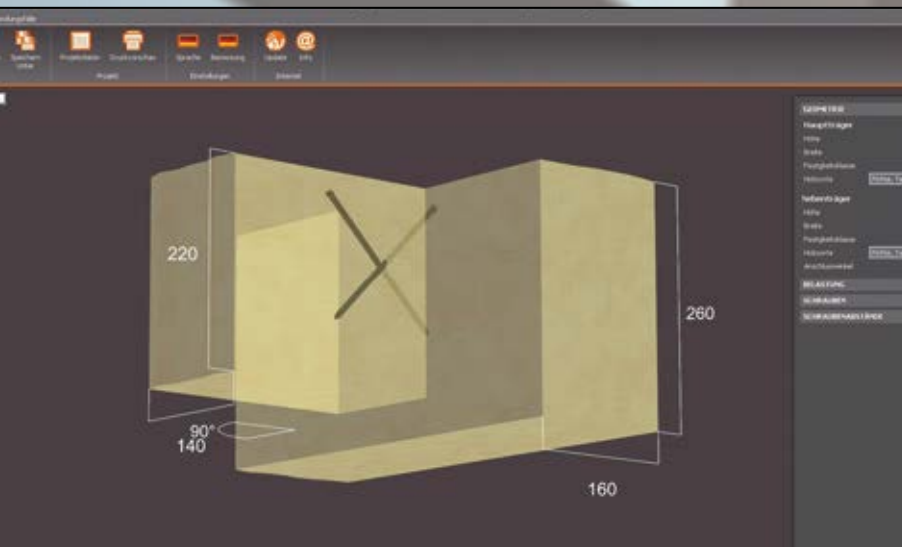 Speichern
Unter
Projektdaten
Druckvorschau
Sprache
Bemessung
Update
Info
Projekt
Einstellungen
Internet
220
90°
140
260
160
GEOMETRIE
Hauptträger
Höhe
Breite
Festigkeitsklasse
Holzsorte
Nebenträger
Höhe
Breite
Festigkeitsklasse
Holzsorte
Anschlusswinkel
BELASTUNG
SCHRAUBEN
SCHRAUBENABSTÄNDE